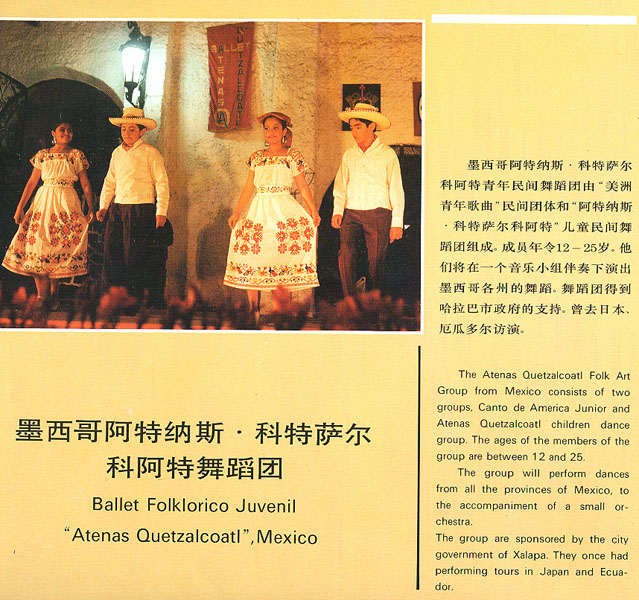 BALLET
ATENAS
QUETZALCOATL
墨西哥阿特纳斯·科特萨尔
科阿特青年民间舞蹈团由“美洲
青年歌曲”民间团体和“阿特纳斯
·科特萨尔科阿特”儿童民间舞
蹈团组成。成员年令12－25岁。他
们将在一个音乐小组伴奏下演出
墨西哥各州的舞蹈。舞蹈团得到
哈拉巴市政府的支持。曾去日本、
厄瓜多尔访演。
The Atenas Quetzalcoatl Folk Art
Group from Mexico consists of two
groups, Canto de America Junior and
Atenas Quetzalcoatl children dance
group. The ages of the members of the
group are between 12 and 25.
The group will perform dances
from all the provinces of Mexico, to
the accompaniment of a small or-
chestra.
The group are sponsored by the city
government of Xalapa. They once had
performing tours in Japan and Ecua-
dor.
墨西哥阿特纳斯·科特萨尔
科阿特舞蹈团
Ballet Folklorico Juvenil
“Atenas Quetzalcoatl”,Mexico